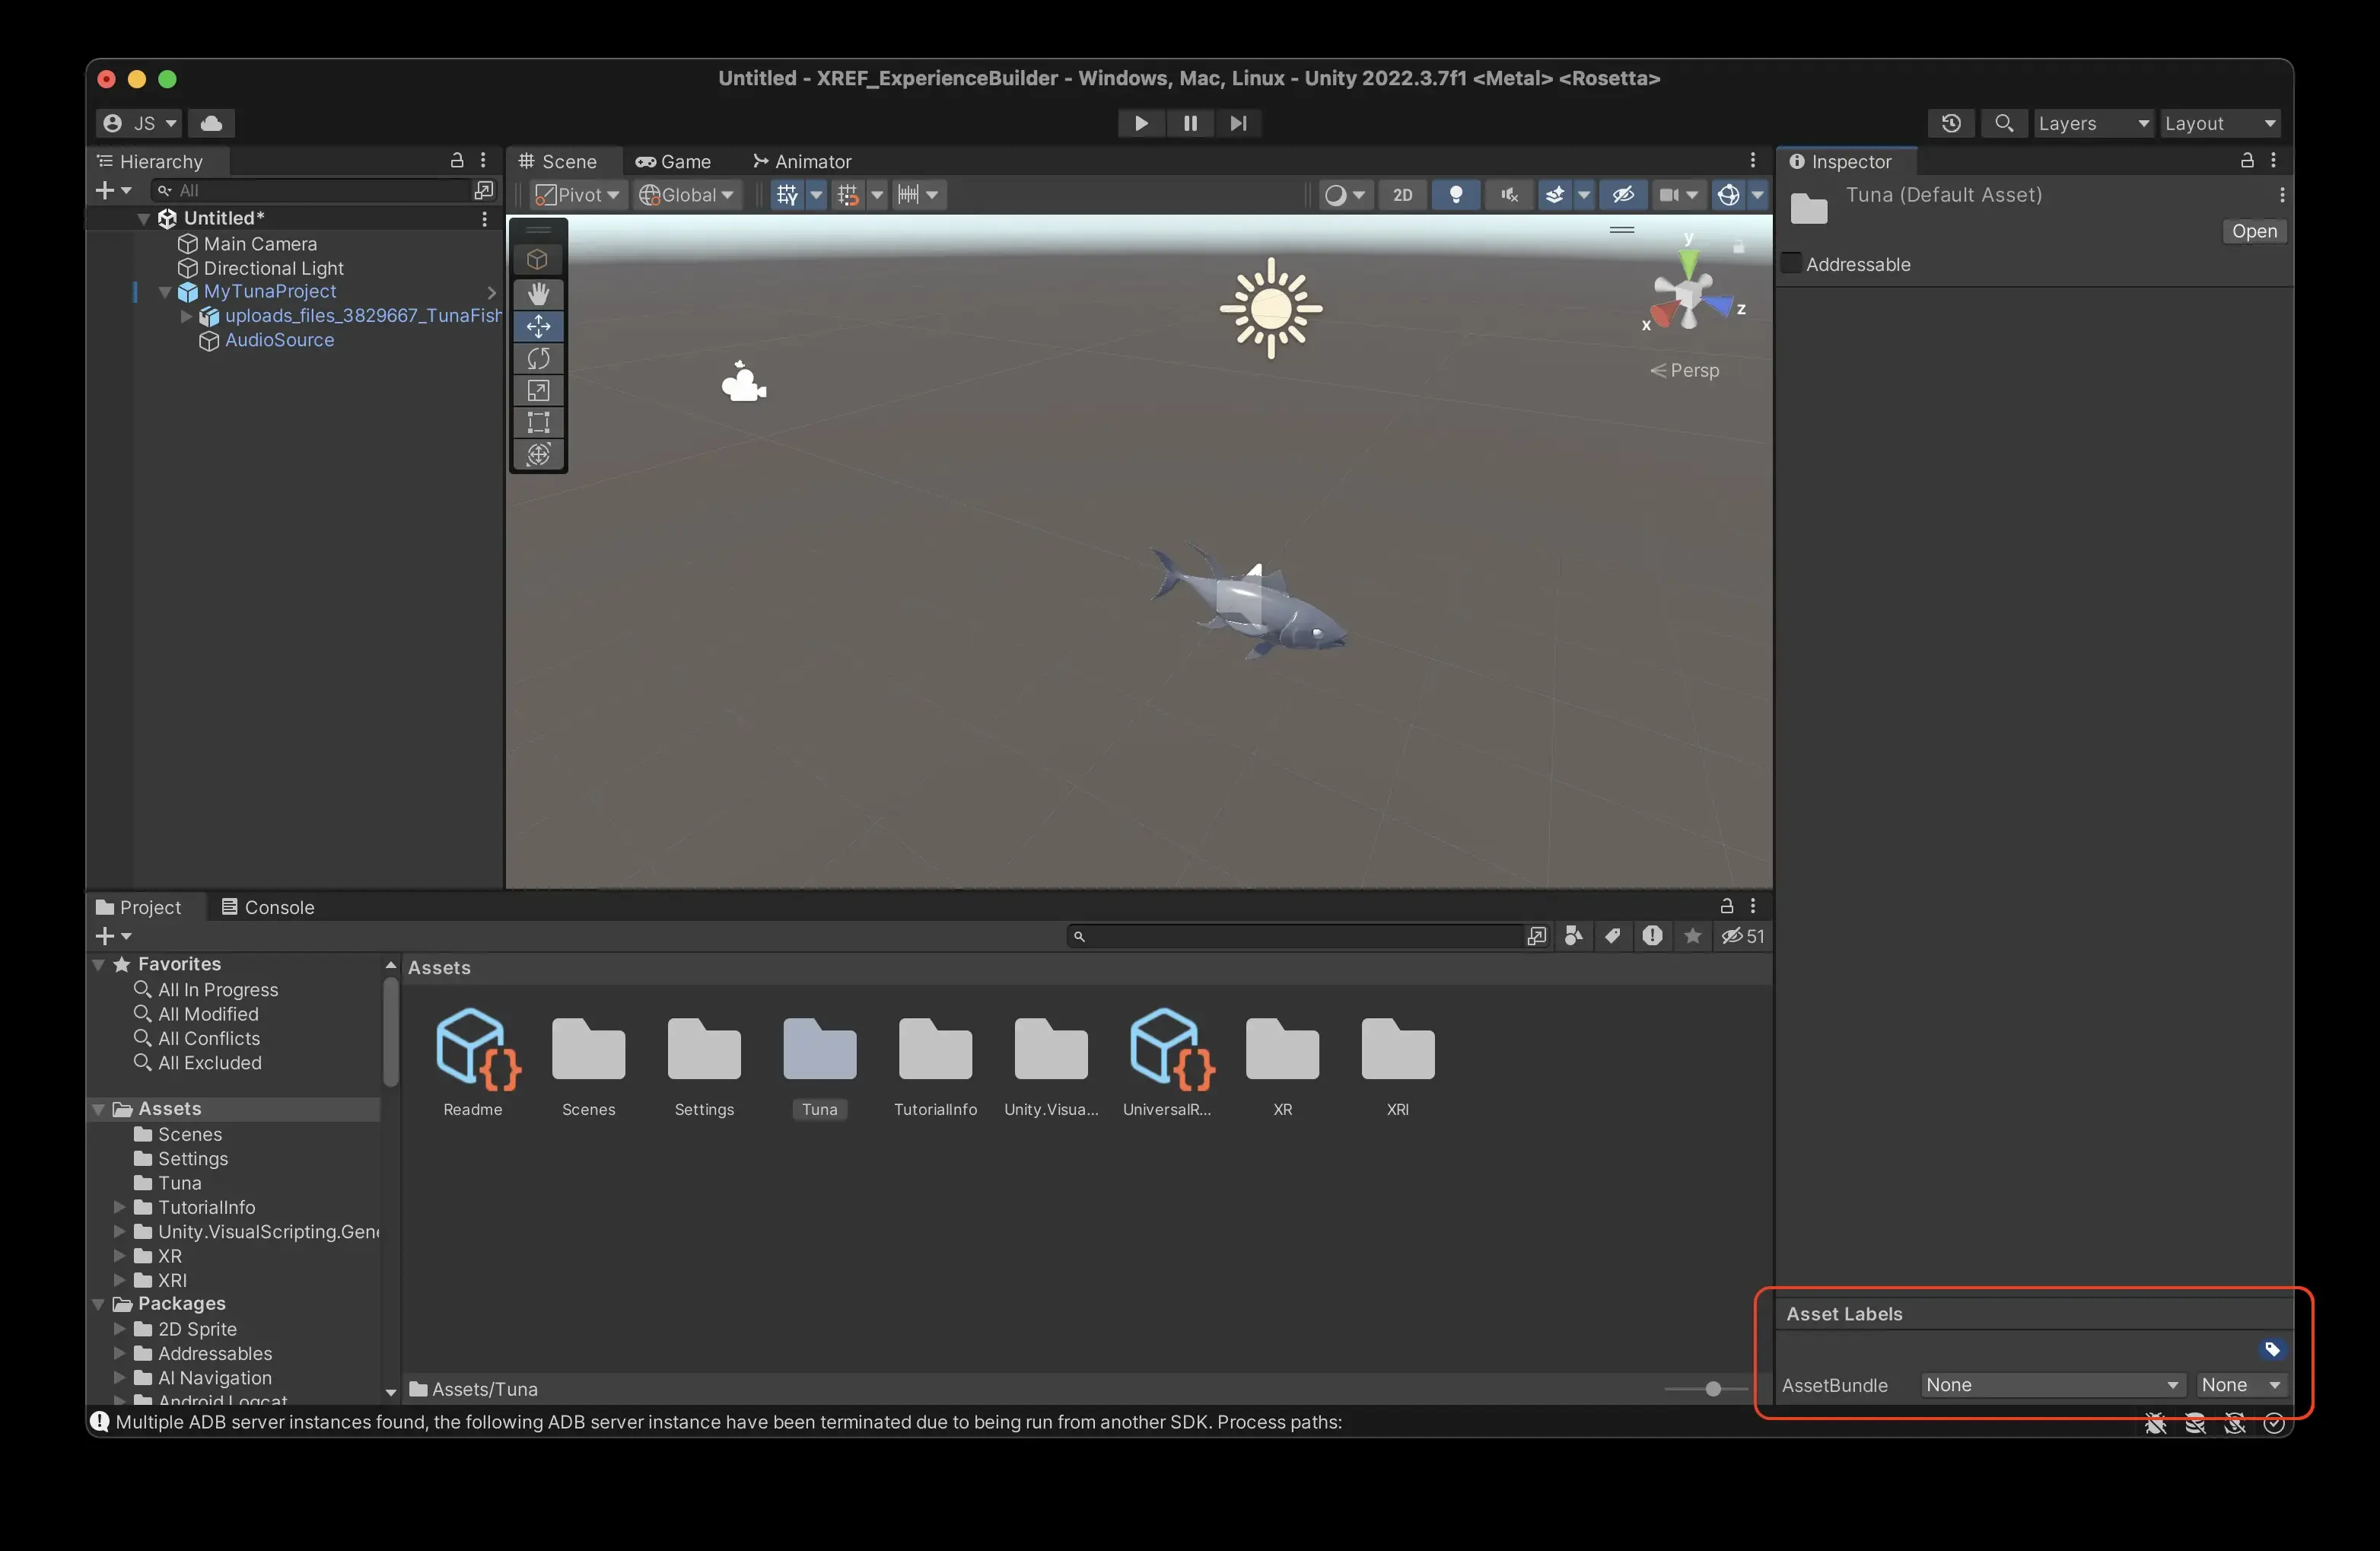 Untitled - XREF_ExperienceBuilder - Windows, Mac, Linux - Unity 2022.3.7f1 <Metal> <Rosetta>
JS
Layers
Layout
Hierarchy
All
Untitled*
Main Camera
Directional Light
MyTunaProject
uploads_files_3829667_TunaFish
AudioSource
Scene
Game
Animator
Pivot
Global
2D
y
x
z
Persp
Inspector
Tuna (Default Asset)
Open
Addressable
Project
Console
51
Favorites
All In Progress
All Modified
All Conflicts
All Excluded
Assets
Scenes
Settings
Tuna
TutorialInfo
Unity.VisualScripting.Gene
XR
XRI
Packages
2D Sprite
Addressables
AI Navigation
Android Logcat
Assets
Readme
Scenes
Settings
Tuna
TutorialInfo
Unity.Visua...
UniversalR...
XR
XRI
Assets/Tuna
Asset Labels
AssetBundle
None
None
Multiple ADB server instances found, the following ADB server instance have been terminated due to being run from another SDK. Process paths: